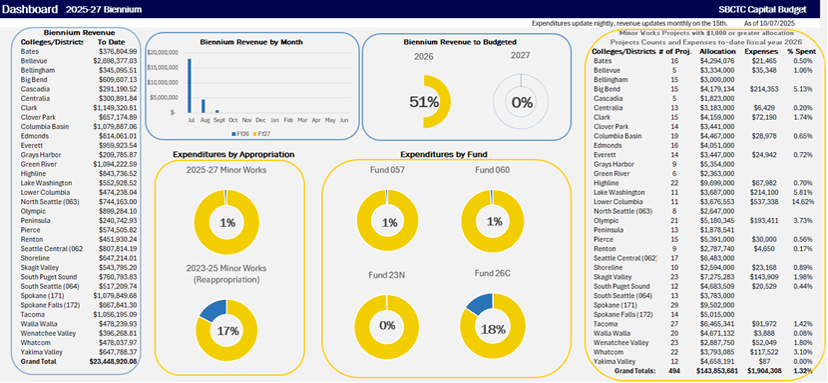 Dashboard 2025-27 Biennium SBCTC Capital Budget
Expenditures update nightly, revenue updates monthly on the 15th. As of 10/07/2025
Biennium Revenue
Colleges/Districts To Date
Bates $376,804.99
Bellevue $2,698,377.03
Bellingham $345,095.51
Big Bend $609,607.13
Cascadia $291,190.52
Centralia $300,891.84
Clark $1,149,320.81
Clover Park $657,174.89
Columbia Basin $1,079,887.06
Edmonds $814,061.01
Everett $959,923.54
Grays Harbor $209,785.87
Green River $1,094,222.59
Highline $843,736.52
Lake Washington $552,928.52
Lower Columbia $474,238.04
North Seattle (063) $744,163.00
Olympic $899,284.10
Peninsula $240,742.93
Pierce $574,505.82
Renton $451,930.24
Seattle Central (062 $807,814.19
Shoreline $647,214.01
Skagit Valley $543,795.20
South Puget Sound $760,793.83
South Seattle (064) $517,209.74
Spokane (171) $1,079,849.68
Spokane Falls (172) $667,841.30
Tacoma $1,056,195.09
Walla Walla $478,239.93
Wenatchee Valley $396,268.81
Whatcom $478,037.97
Yakima Valley $647,788.37
Grand Total $23,448,920.08
Biennium Revenue by Month
$20,000,000
$15,000,000
$10,000,000
$5,000,000
$-
Jul Aug Sept Oct Nov Dec Jan Feb Mar Apr May Jun
FY26 FY27
Biennium Revenue to Budgeted
2026 2027
51% 0%
Expenditures by Appropriation
2025-27 Minor Works
1%
2023-25 Minor Works
(Reappropriation)
17%
Expenditures by Fund
Fund 057 Fund 060
1% 1%
Fund 23N Fund 26C
0% 18%
Minor Works Projects with $1,000 or greater allocation
Projects Counts and Expenses to-date fiscal year 2026
Colleges/Districts # of Proj. Allocation Expenses % Spent
Bates 16 $4,294,076 $21,465 0.50%
Bellevue 5 $3,334,000 $35,348 1.06%
Bellingham 15 $3,000,000
Big Bend 15 $4,179,134 $214,353 5.13%
Cascadia 5 $1,823,000
Centralia 13 $3,183,000 $6,429 0.20%
Clark 15 $4,159,000 $72,190 1.74%
Clover Park 14 $3,441,000
Columbia Basin 19 $4,467,000 $28,978 0.65%
Edmonds 16 $4,051,000
Everett 14 $3,447,000 $24,942 0.72%
Grays Harbor 9 $5,354,000
Green River 6 $2,363,000
Highline 22 $9,699,000 $67,982 0.70%
Lake Washington 11 $3,687,000 $214,100 5.81%
Lower Columbia 11 $3,676,553 $537,338 14.62%
North Seattle (063) 8 $2,647,000
Olympic 21 $5,180,345 $193,411 3.73%
Peninsula 13 $1,878,541
Pierce 15 $5,391,000 $30,000 0.56%
Renton 9 $2,787,740 $4,650 0.17%
Seattle Central (062) 17 $6,483,000
Shoreline 10 $2,594,000 $23,168 0.89%
Skagit Valley 23 $7,275,283 $143,909 1.98%
South Puget Sound 12 $4,683,509 $20,529 0.44%
South Seattle (064) 13 $3,783,000
Spokane (171) 29 $9,502,000
Spokane Falls (172) 14 $5,015,000
Tacoma 27 $6,465,341 $91,972 1.42%
Walla Walla 20 $4,671,132 $3,888 0.08%
Wenatchee Valley 23 $2,887,750 $52,049 1.80%
Whatcom 22 $3,793,085 $117,522 3.10%
Yakima Valley 12 $4,658,191 $87 0.00%
Grand Totals: 494 $143,853,681 $1,904,308 1.32%